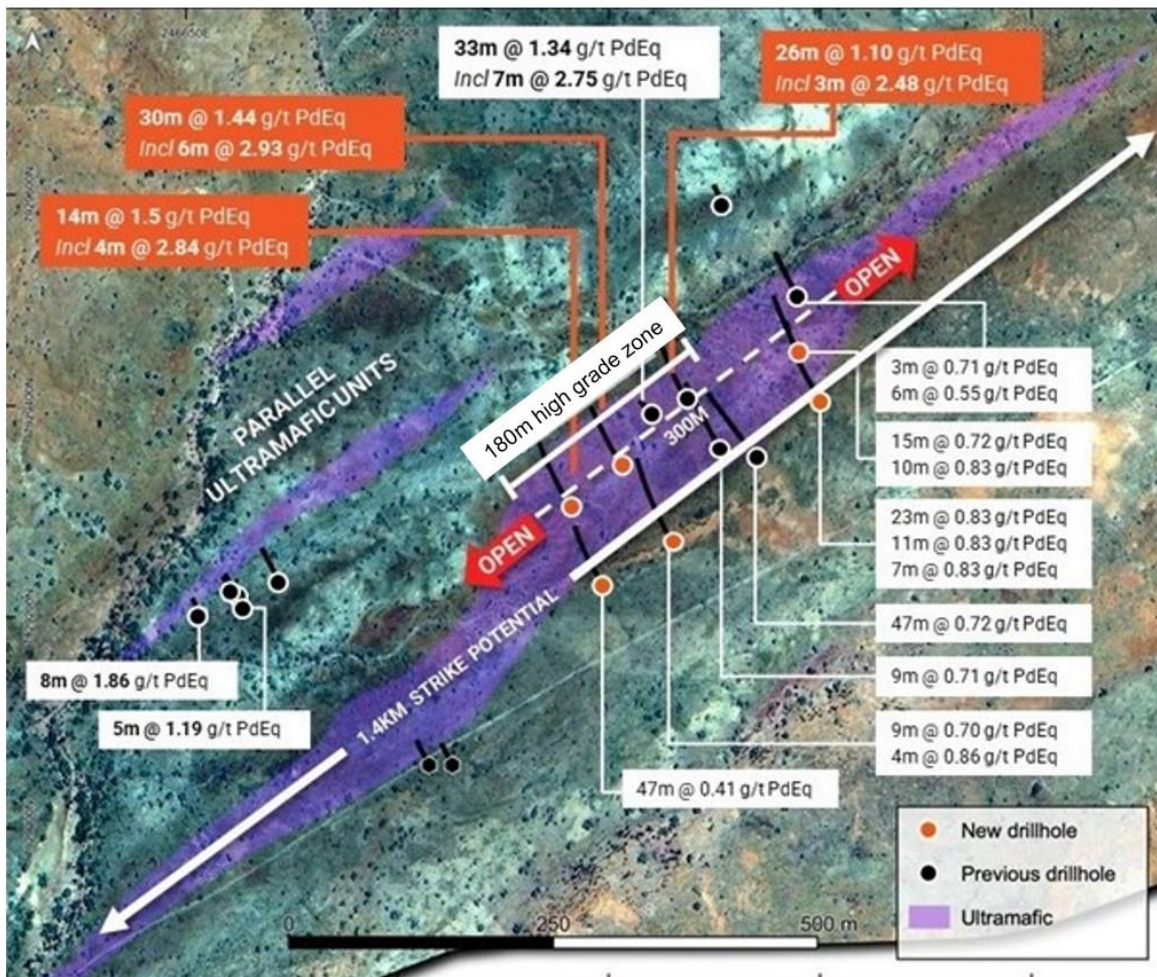 246650E
33m @ 1.34 g/t PdEq
Incl 7m @ 2.75 g/t PdEq
26m @ 1.10 g/t PdEq
Incl 3m @ 2.48 g/t PdEq
30m @ 1.44 g/t PdEq
Incl 6m @ 2.93 g/t PdEq
14m @ 1.5 g/t PdEq
Incl 4m @ 2.84 g/t PdEq
OPEN
180m high grade zone
PARALLEL
ULTRAMAFIC UNITS
300M
3m @ 0.71 g/t PdEq
6m @ 0.55 g/t PdEq
15m @ 0.72 g/t PdEq
10m @ 0.83 g/t PdEq
23m @ 0.83 g/t PdEq
11m @ 0.83 g/t PdEq
7m @ 0.83 g/t PdEq
OPEN
47m @ 0.72 g/t PdEq
1.4KM STRIKE POTENTIAL
9m @ 0.71 g/t PdEq
8m @ 1.86 g/t PdEq
5m @ 1.19 g/t PdEq
9m @ 0.70 g/t PdEq
4m @ 0.86 g/t PdEq
47m @ 0.41 g/t PdEq
New drillhole
Previous drillhole
Ultramafic
0 250 500 m